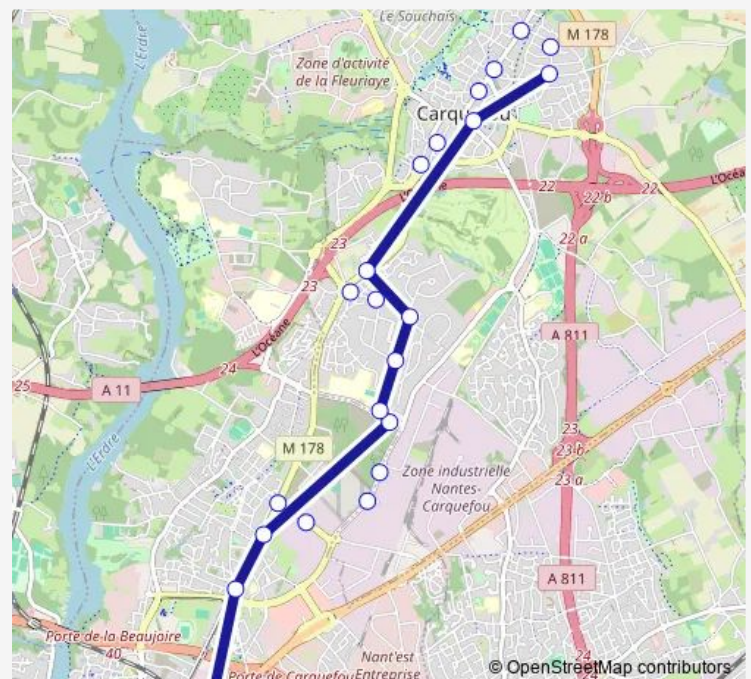 Le Souchais
M 178
L'Erdre
Zone d'activité
de la Fleuriaye
L'Océane
22
22
L'Océ
22 b
23
22 a
23
A 811
L'Océane
24
25
A 11
L'Erdre
23
M 178
23 b
Zone industrielle
Nantes-
Carquefou
23 a
A 811
Porte de la Beaujoire
40
Nant'est
Entreprise
Porte de Carquefou
24
© OpenStreetMap contributors